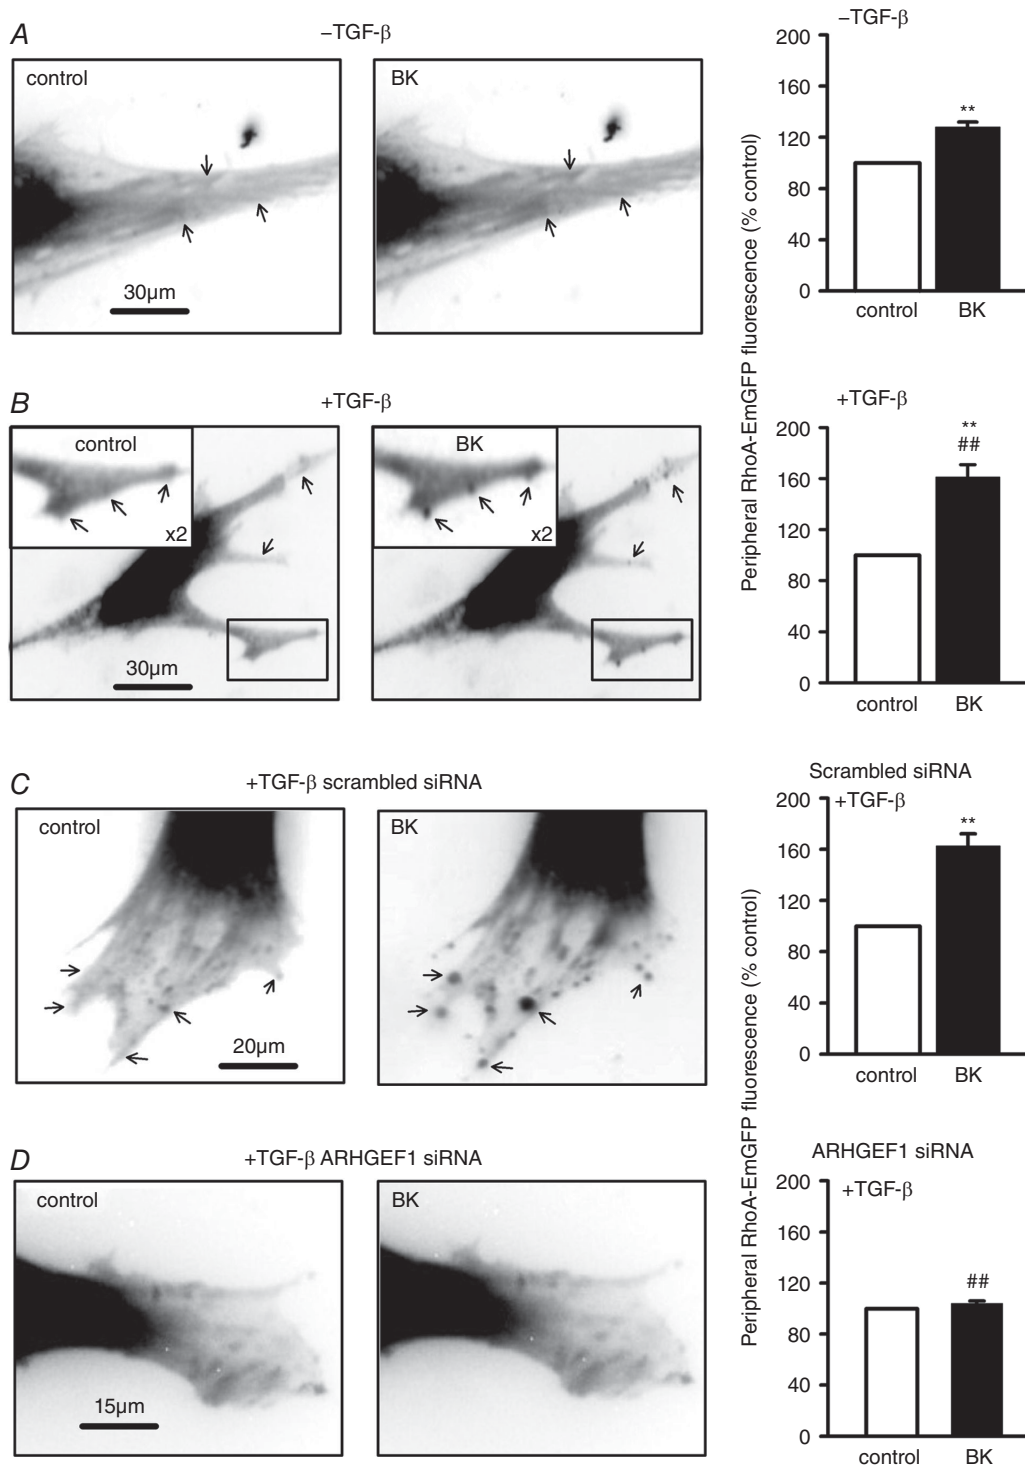 A
−TGF-β
control
BK
30µm
−TGF-β
200
160
120
80
40
0
**
control
BK
Peripheral RhoA-EmGFP fluorescence (% control)
B
+TGF-β
control
x2
BK
x2
30µm
+TGF-β
200
160
120
80
40
0
**
##
control
BK
C
+TGF-β scrambled siRNA
control
BK
20µm
Scrambled siRNA
+TGF-β
200
160
120
80
40
0
**
control
BK
Peripheral RhoA-EmGFP fluorescence (% control)
D
+TGF-β ARHGEF1 siRNA
control
BK
15µm
ARHGEF1 siRNA
+TGF-β
200
160
120
80
40
0
##
control
BK